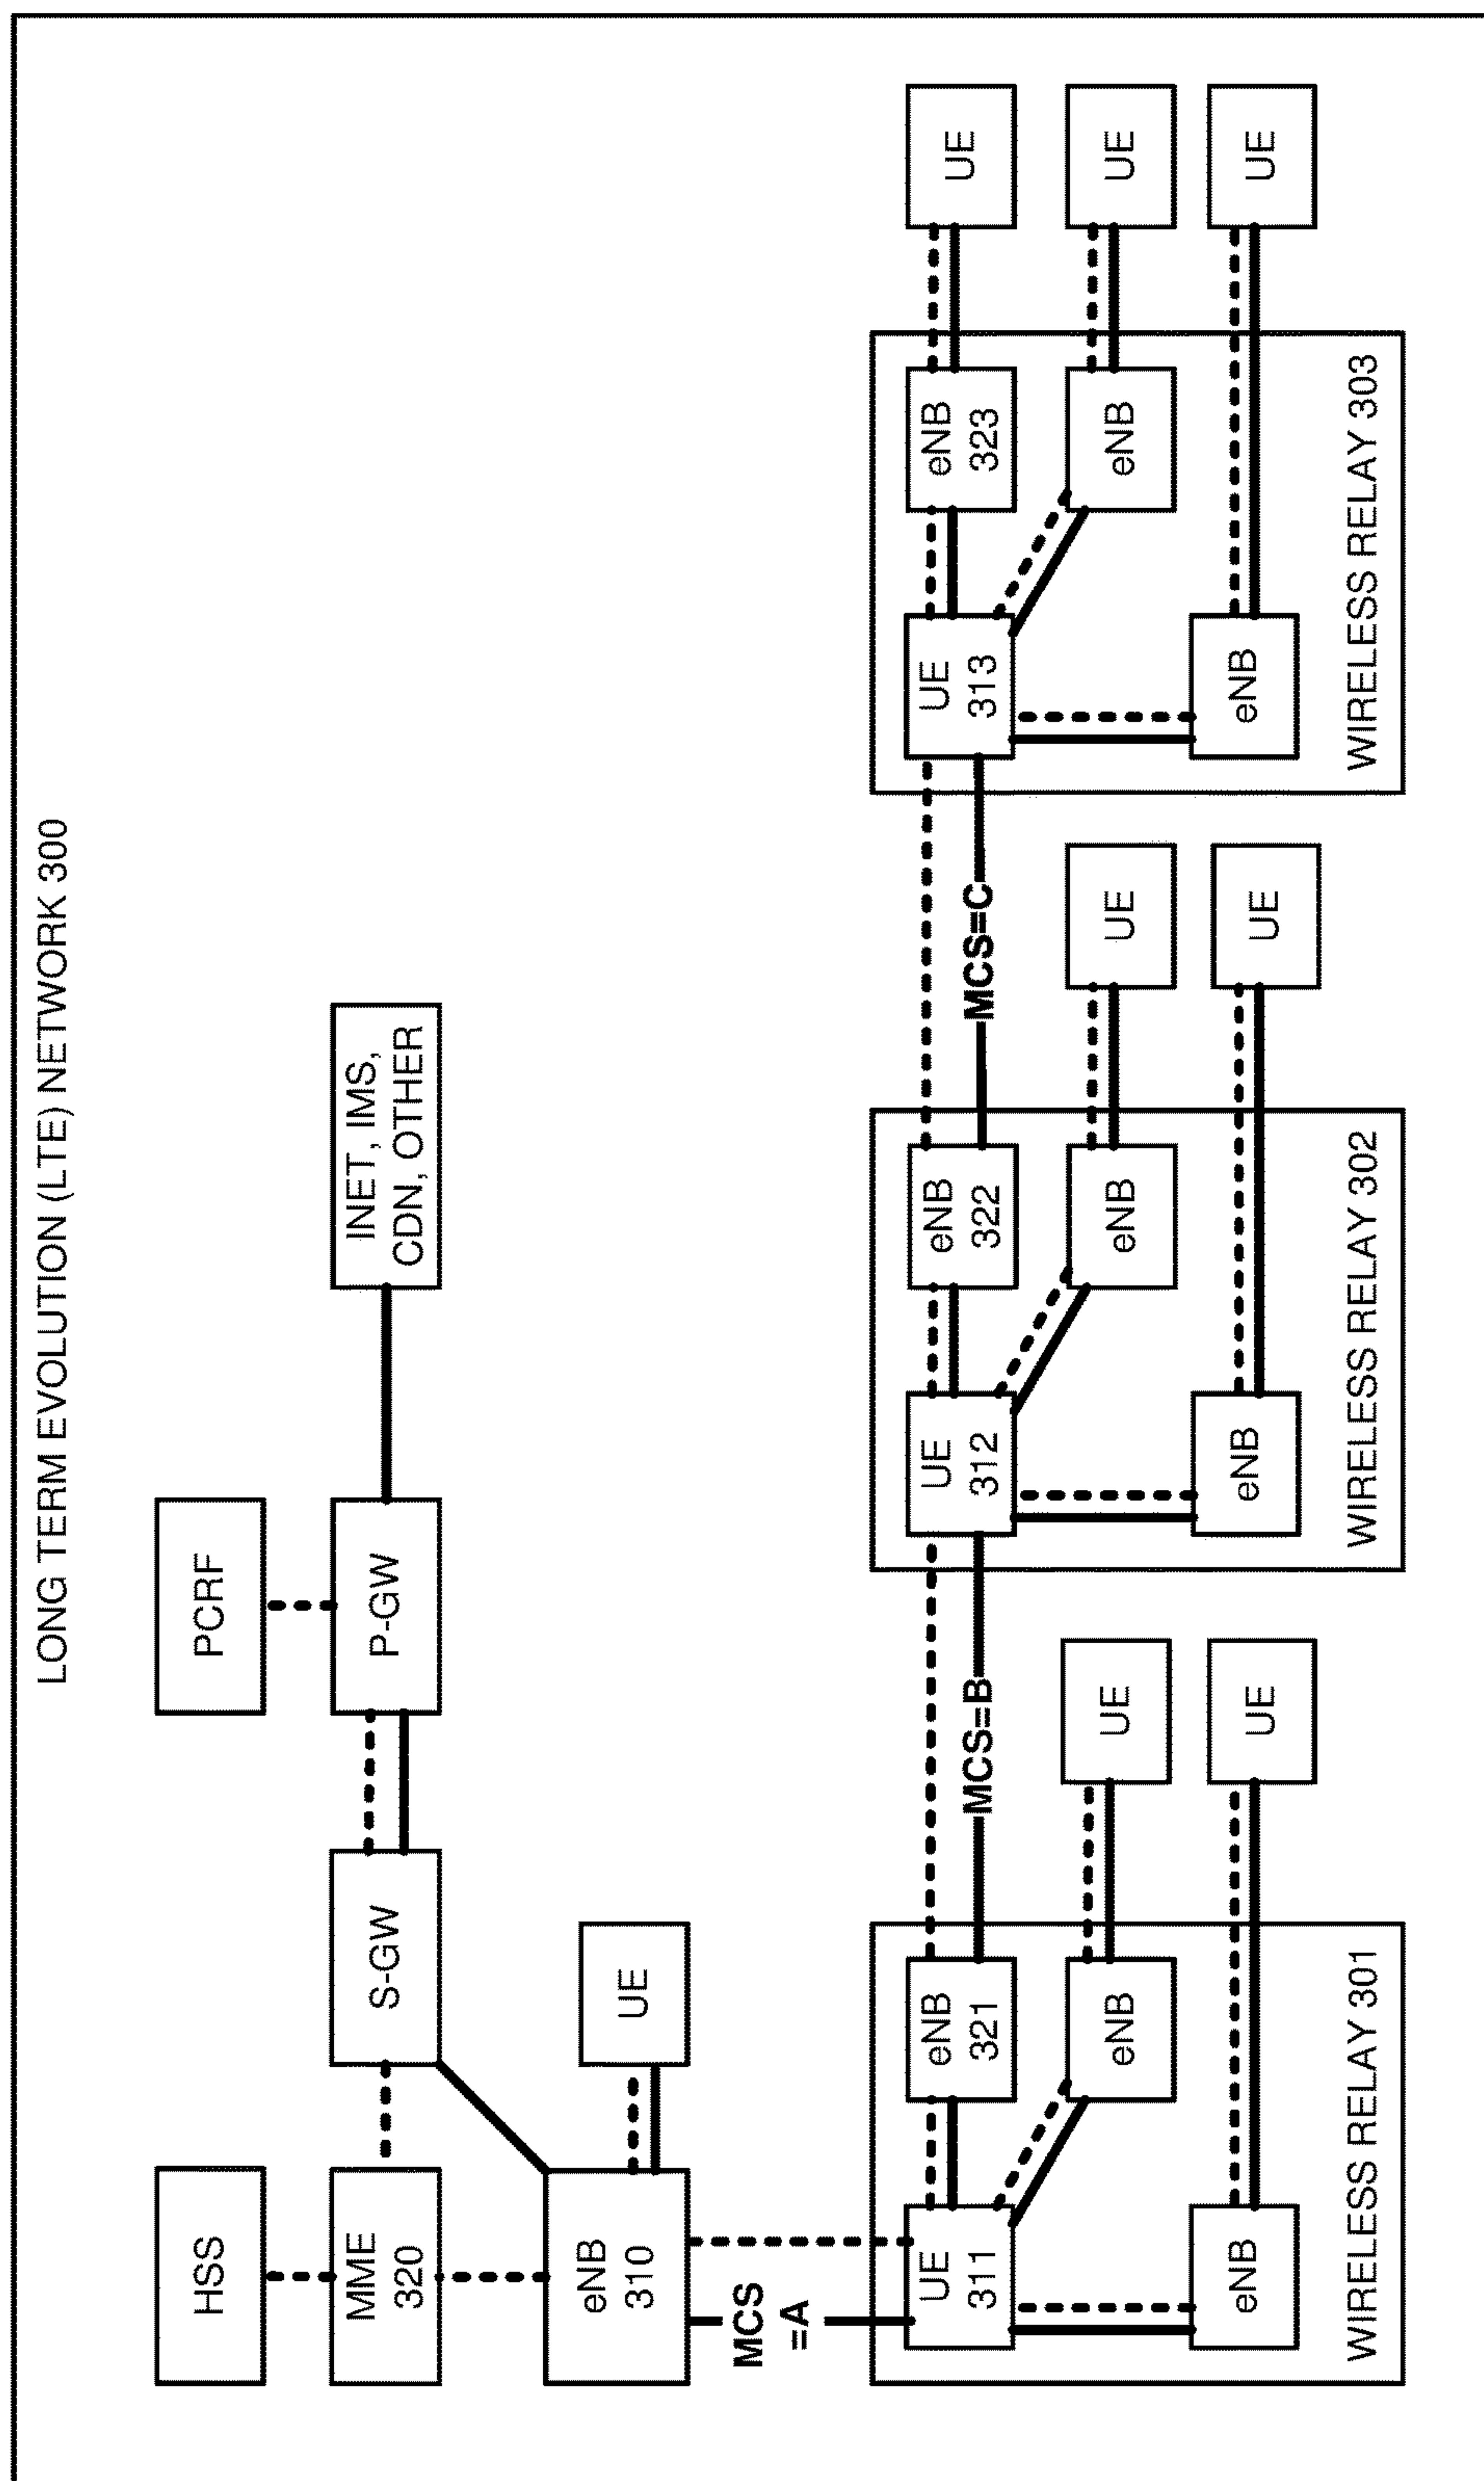 LONG TERM EVOLUTION (LTE) NETWORK 300
HSS
PCRF
MME
320
S-GW
P-GW
INET, IMS,
CDN, OTHER
eNB
310
UE
MCS
=A
UE
311
eNB
321
MCS=B
UE
312
eNB
322
MCS=C
UE
313
eNB
323
UE
eNB
UE
eNB
UE
eNB
UE
eNB
UE
eNB
UE
eNB
UE
WIRELESS RELAY 301
WIRELESS RELAY 302
WIRELESS RELAY 303